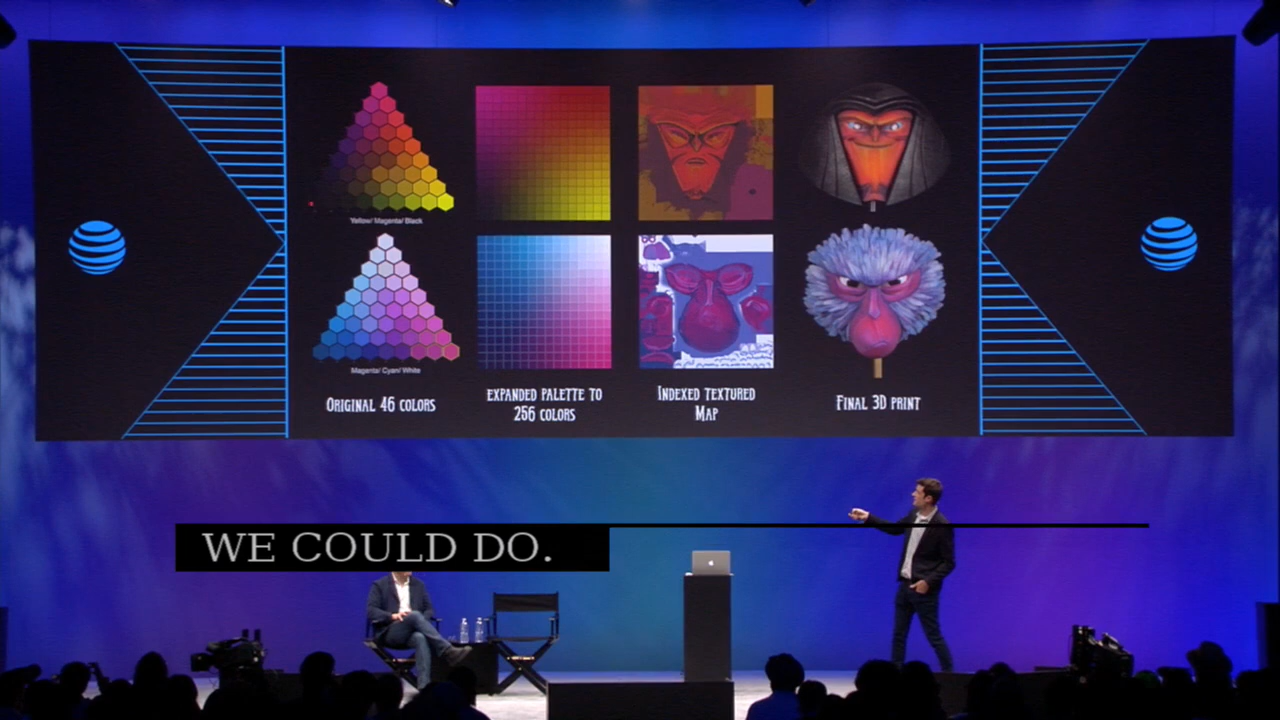 Yellow/ Magenta/ Black
Magenta/ Cyan/ White
ORIGINAL 46 COLORS
EXPANDED PALETTE TO
256 COLORS
INDEXED TEXTURED
MAP
FINAL 3D PRINT
WE COULD DO.